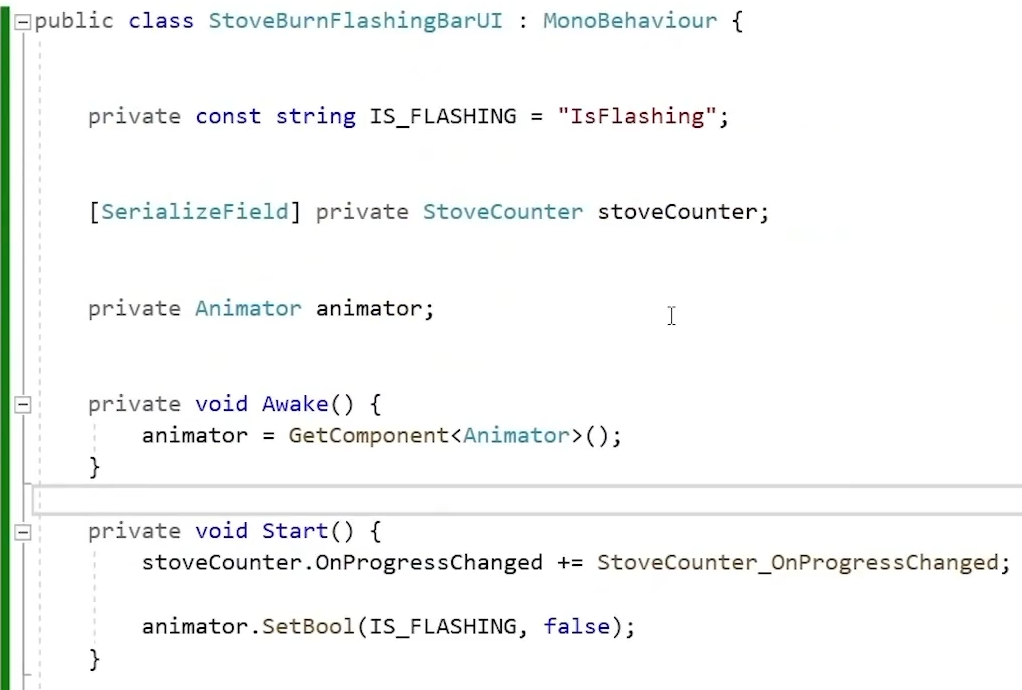 public class StoveBurnFlashingBarUI : MonoBehaviour {
private const string IS_FLASHING = "IsFlashing";
[SerializeField] private StoveCounter stoveCounter;
private Animator animator;
private void Awake() {
animator = GetComponent<Animator>();
}
private void Start() {
stoveCounter.OnProgressChanged += StoveCounter_OnProgressChanged;
animator.SetBool(IS_FLASHING, false);
}